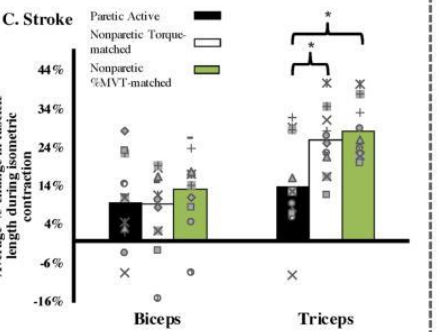 C. Stroke
Paretic Active
Nonparetic Torque-
matched
Nonparetic
%MVT-matched
*
*
44%
34%
24%
14%
4%
-6%
-16%
length during isometric
contraction
Biceps
Triceps